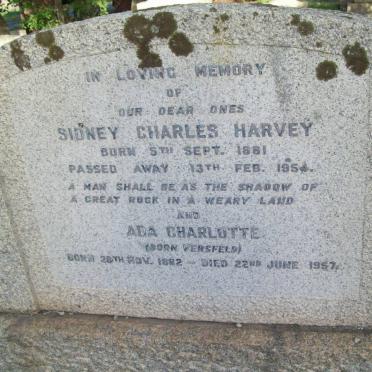 IN LOVING MEMORY
OF
OUR DEAR ONES
SIDNEY CHARLES HARVEY
BORN 5TH SEPT. 1881
PASSED AWAY 13TH FEB. 1954.
A MAN SHALL BE AS THE SHADOW OF
A GREAT ROCK IN A WEARY LAND
AND
ADA CHARLOTTE
(BORN VERSFELD)
BORN 28TH NOV. 1882 - DIED 22ND JUNE 1957.